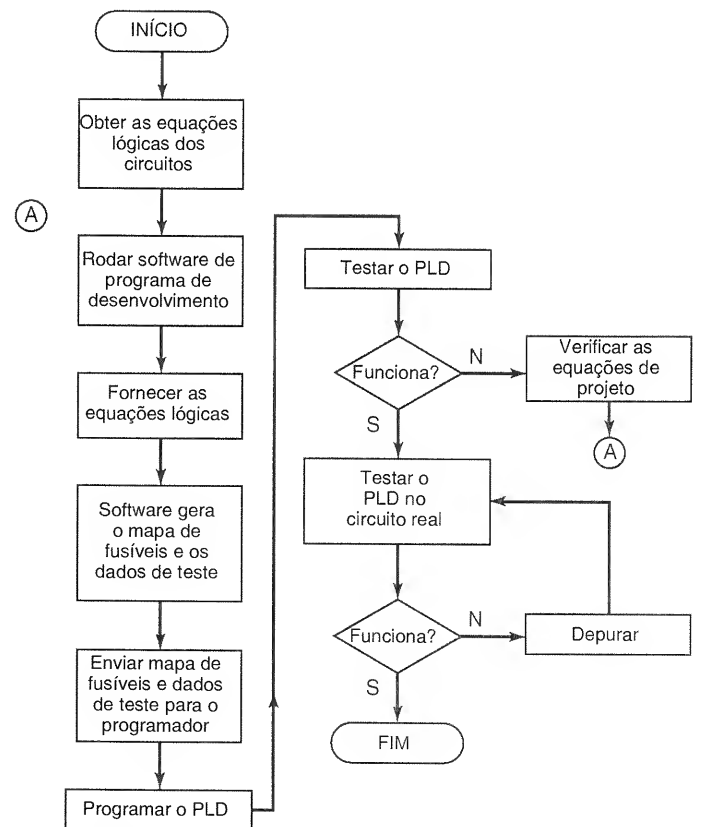 INÍCIO
Obter as equações
lógicas dos
circuitos
A
Rodar software de
programa de
desenvolvimento
Fornecer as
equações lógicas
Software gera
o mapa de
fusíveis e os
dados de teste
Enviar mapa de
fusíveis e dados
de teste para o
programador
Programar o PLD
Testar o PLD
Funciona?
N
Verificar as
equações de
projeto
A
S
Testar o
PLD no
circuito real
Funciona?
N
Depurar
S
FIM